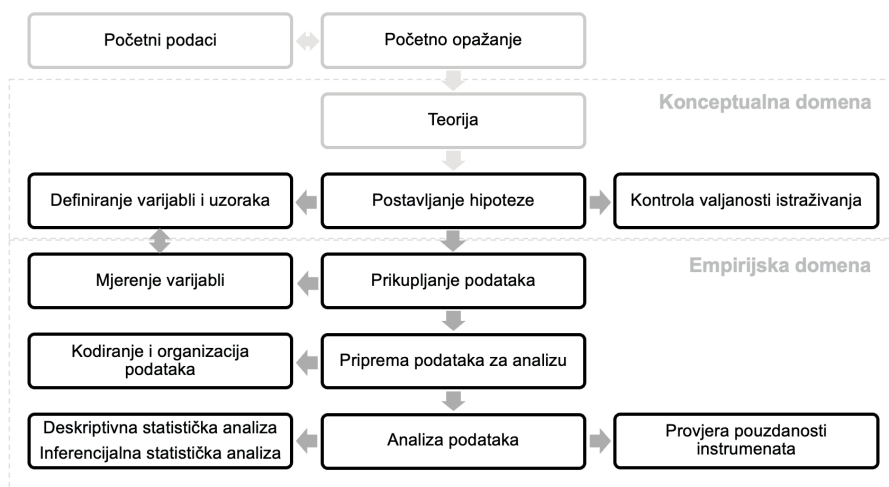 Početni podaci
Početno opažanje
Konceptualna domena
Teorija
Definiranje varijabli i uzoraka
Postavljanje hipoteze
Kontrola valjanosti istraživanja
Empirijska domena
Mjerenje varijabli
Prikupljanje podataka
Kodiranje i organizacija
podataka
Priprema podataka za analizu
Deskriptivna statistička analiza
Inferencijalna statistička analiza
Analiza podataka
Provjera pouzdanosti
instrumenata